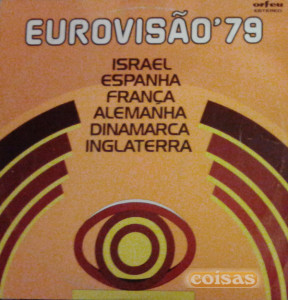 orfeu
EUROVISÃO'79
ISRAEL
ESPANHA
FRANÇA
ALEMANHA
DINAMARCA
INGLATERRA
coisas